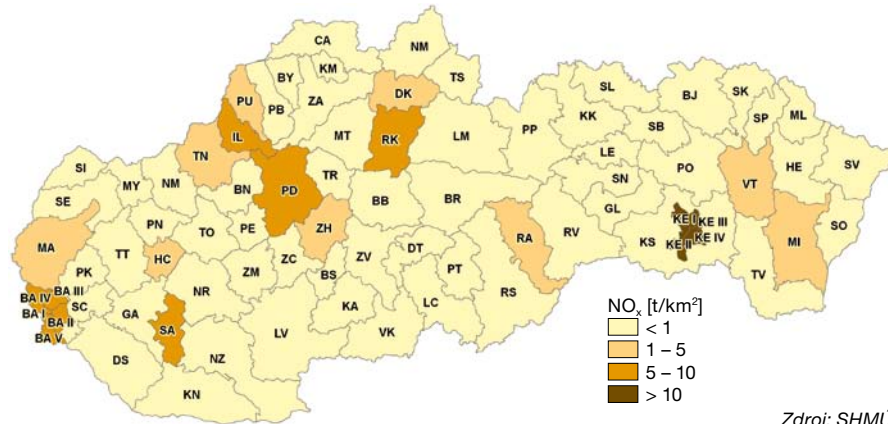 CA
NM
KM
BY
TS
PU
PB
ZA
DK
SL
SK
BJ
ML
SP
IL
MT
RK
LM
PP
KK
SB
TN
SI
LE
PO
HE
SV
VT
MY
NM
BN
PD
TR
SN
SE
BB
BR
GL
KE I
KE III
SO
PN
TO
PE
ZH
RA
RV
KS
KE II
KE IV
MI
MA
TT
HC
DT
ZV
ZC
ZM
BS
PT
TV
PK
BA III
BA IV
SC
BA I
BA II
BA V
GA
NR
SA
KA
LC
RS
LV
VK
NZ
DS
KN
NOₓ [t/km²]
< 1
1 – 5
5 – 10
> 10
Zdroj: SHMÚ